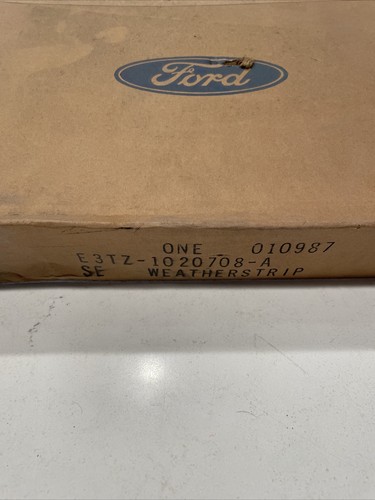 Ford
ONE - 010987
E3TZ-1020708-A
SE WEATHERSTRIP